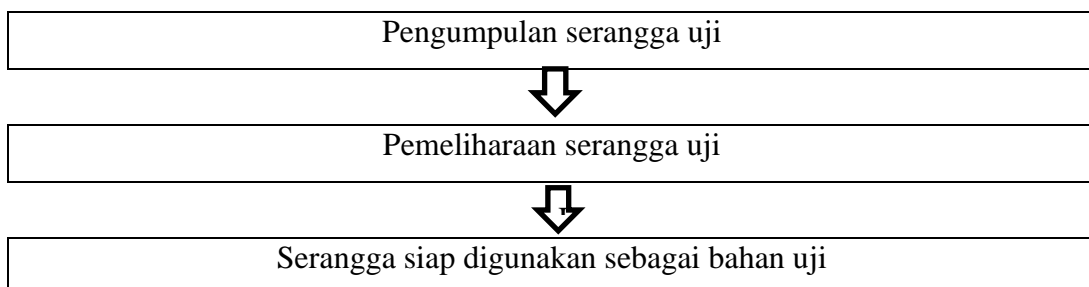 Pengumpulan serangga uji
Pemeliharaan serangga uji
Serangga siap digunakan sebagai bahan uji